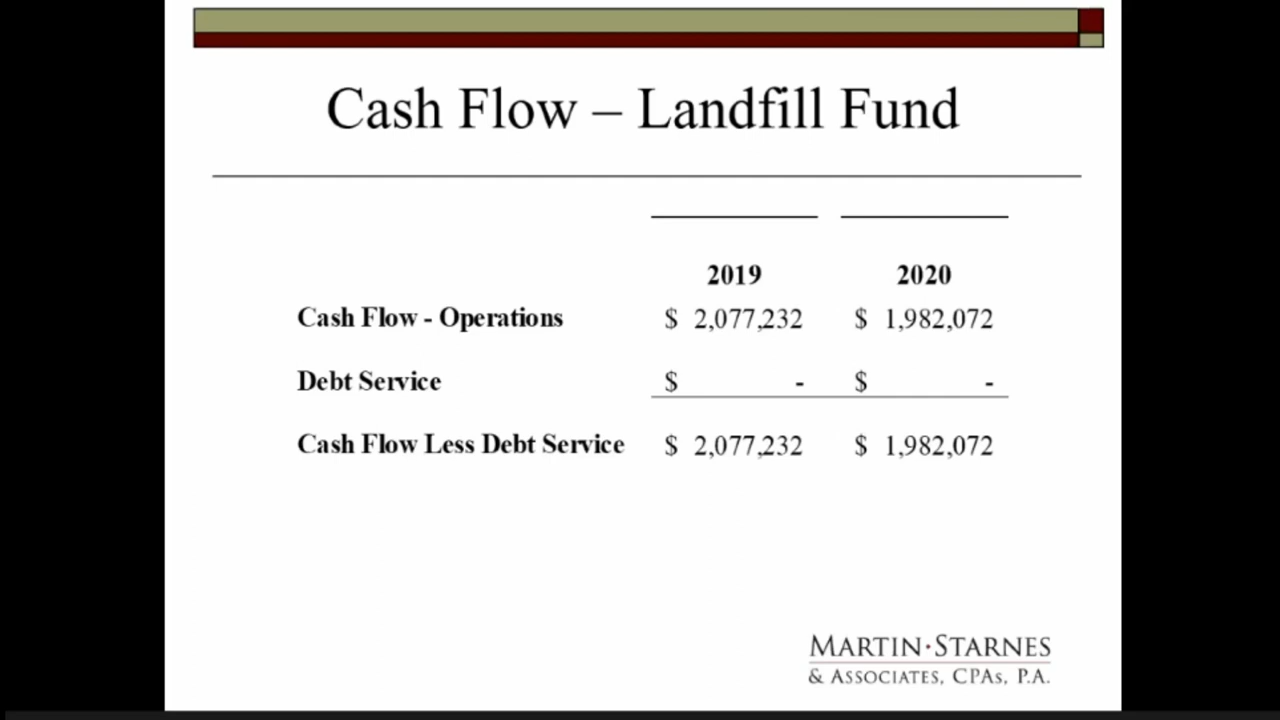 Cash Flow – Landfill Fund
2019 2020
Cash Flow - Operations $ 2,077,232 $ 1,982,072
Debt Service $ - $ -
Cash Flow Less Debt Service $ 2,077,232 $ 1,982,072
MARTIN·STARNES
& ASSOCIATES, CPAs, P.A.